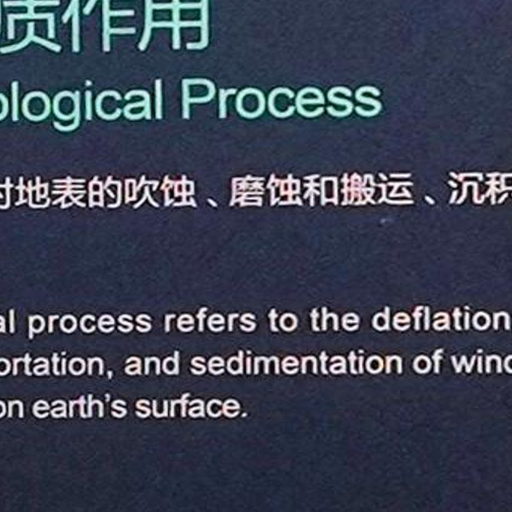 质作用
ological Process
对地表的吹蚀、磨蚀和搬运、沉积
al process refers to the deflation
ortation, and sedimentation of wind
on earth's surface.